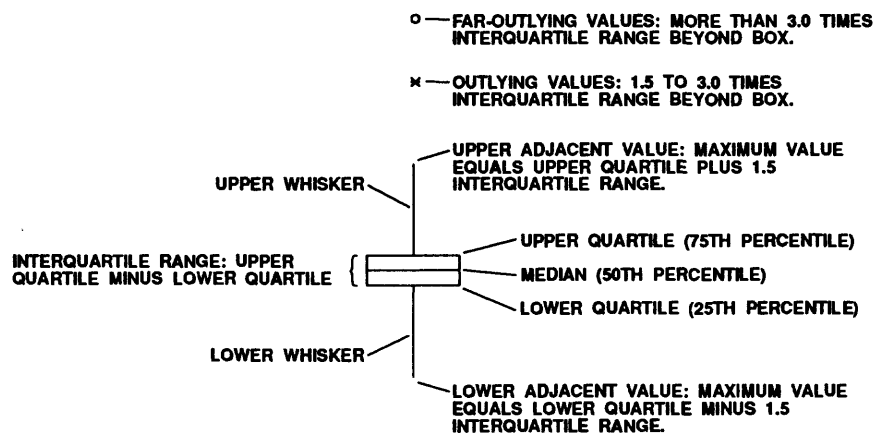 FAR-OUTLYING VALUES: MORE THAN 3.0 TIMES
INTERQUARTILE RANGE BEYOND BOX.
OUTLYING VALUES: 1.5 TO 3.0 TIMES
INTERQUARTILE RANGE BEYOND BOX.
UPPER ADJACENT VALUE: MAXIMUM VALUE
EQUALS UPPER QUARTILE PLUS 1.5
INTERQUARTILE RANGE.
UPPER WHISKER
UPPER QUARTILE (75TH PERCENTILE)
INTERQUARTILE RANGE: UPPER
QUARTILE MINUS LOWER QUARTILE
MEDIAN (50TH PERCENTILE)
LOWER QUARTILE (25TH PERCENTILE)
LOWER WHISKER
LOWER ADJACENT VALUE: MAXIMUM VALUE
EQUALS LOWER QUARTILE MINUS 1.5
INTERQUARTILE RANGE.